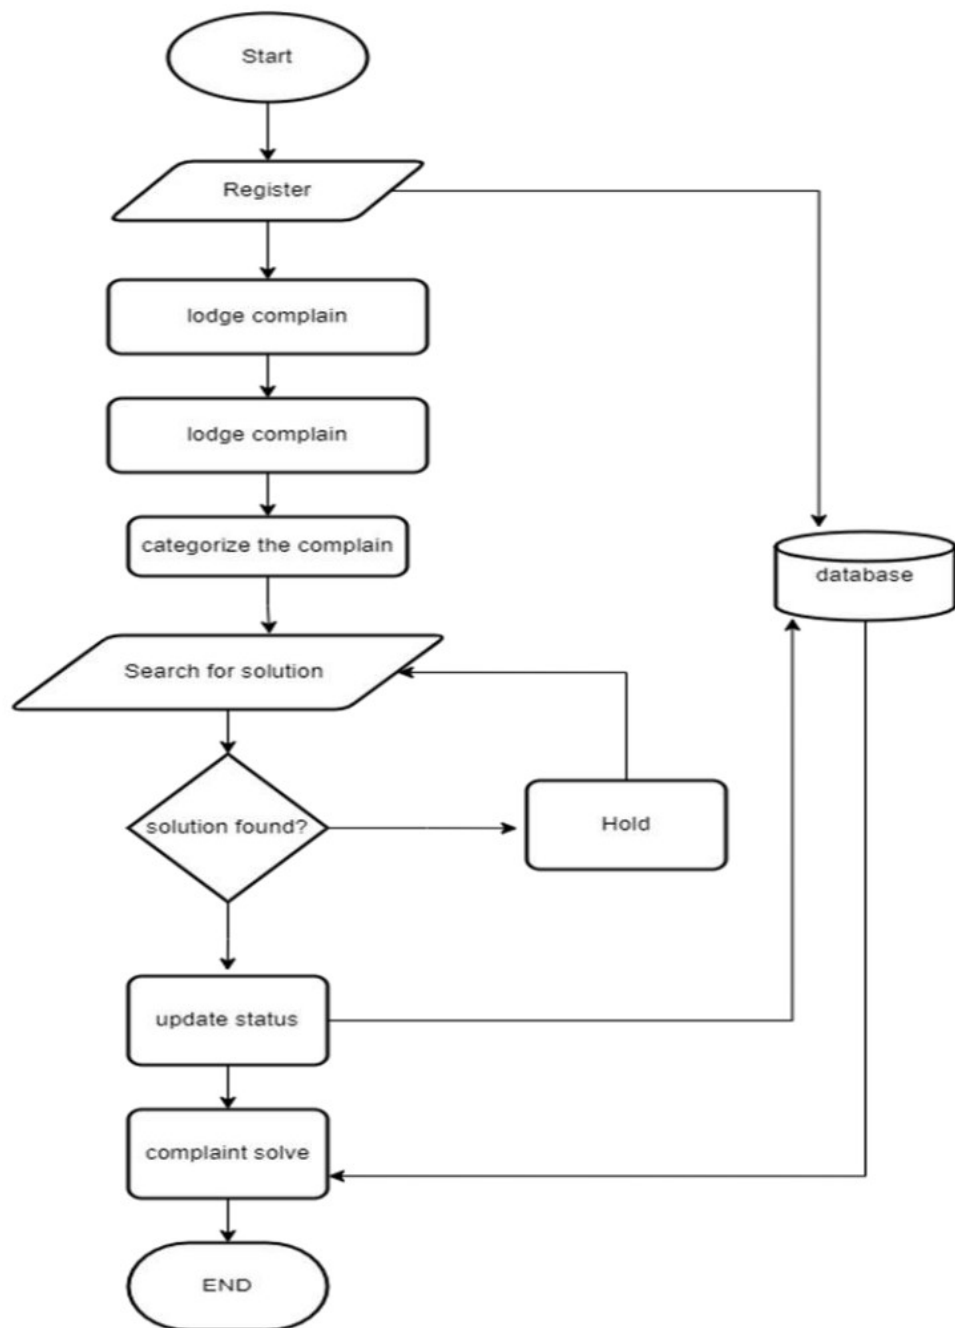 Start
Register
lodge complain
lodge complain
categorize the complain
database
Search for solution
solution found?
Hold
update status
complaint solve
END